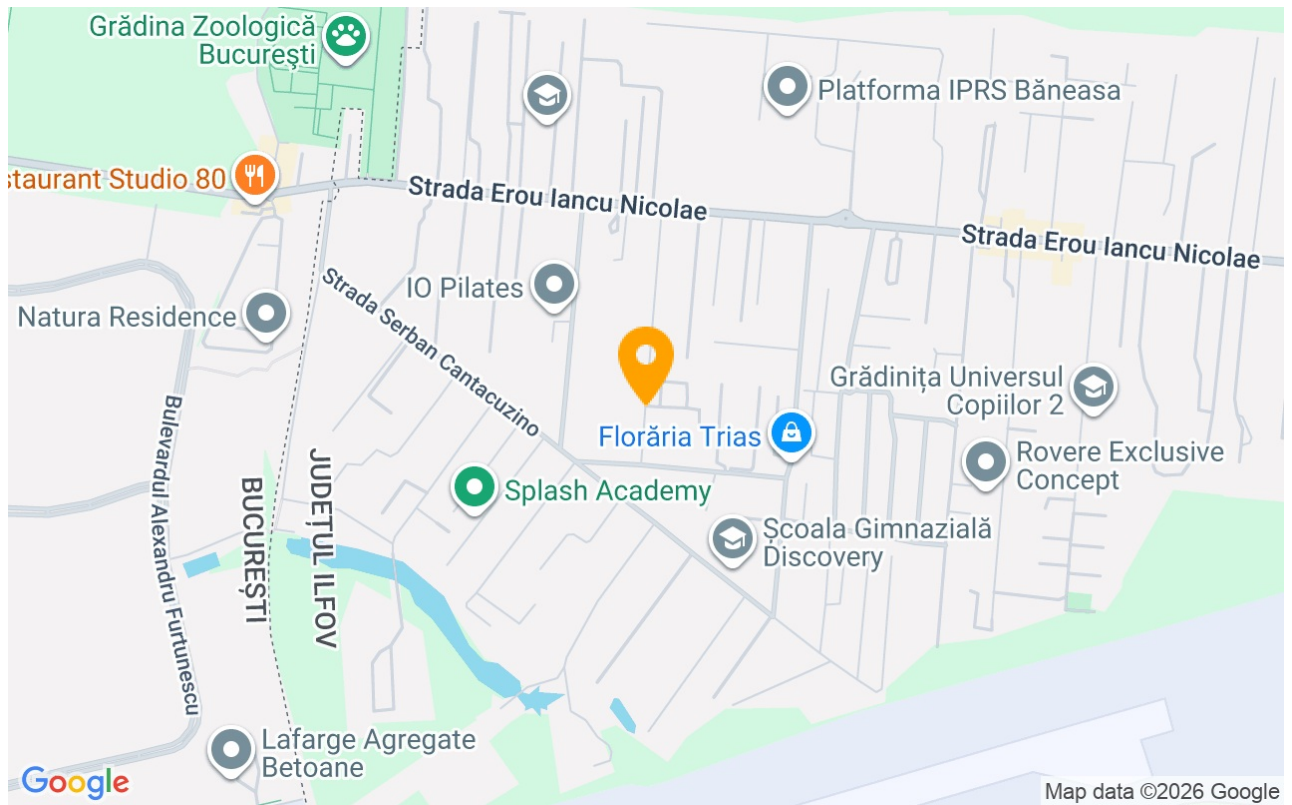 Grădina Zoologică
Bucureşti
Platforma IPRS Băneasa
staurant Studio 80
Strada Erou Iancu Nicolae
Strada Erou Iancu Nicolae
IO Pilates
Strada Serban Cantacuzino
Natura Residence
Grădinița Universul
Copiilor 2
Florăria Trias
Rovere Exclusive
Concept
Splash Academy
Bulevardul Alexandru Furtunescu
BUCUREȘTI
JUDEȚUL ILFOV
Școala Gimnazială
Discovery
Lafarge Agregate
Betoane
Google
Map data ©2026 Google